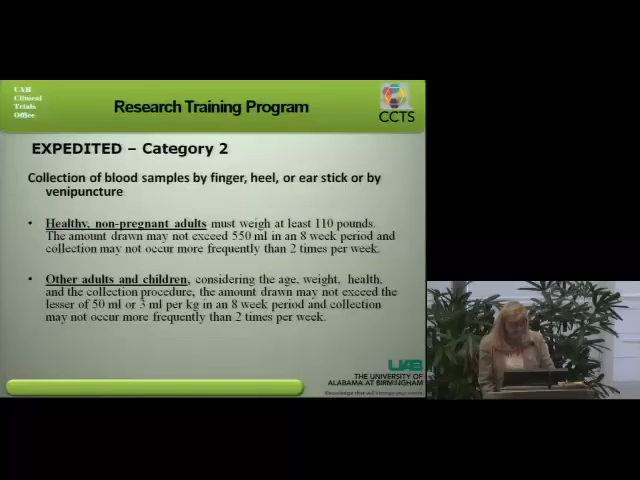 UAB
Clinical
Trials
Office
Research Training Program
CCTS
EXPEDITED – Category 2
Collection of blood samples by finger, heel, or ear stick or by
venipuncture
• Healthy, non-pregnant adults must weigh at least 110 pounds.
The amount drawn may not exceed 550 ml in an 8 week period and
collection may not occur more frequently than 2 times per week.
• Other adults and children, considering the age, weight, health,
and the collection procedure, the amount drawn may not exceed the
lesser of 50 ml or 3 ml per kg in an 8 week period and collection
may not occur more frequently than 2 times per week.
UAB
THE UNIVERSITY OF
ALABAMA AT BIRMINGHAM
Knowledge that will change your world